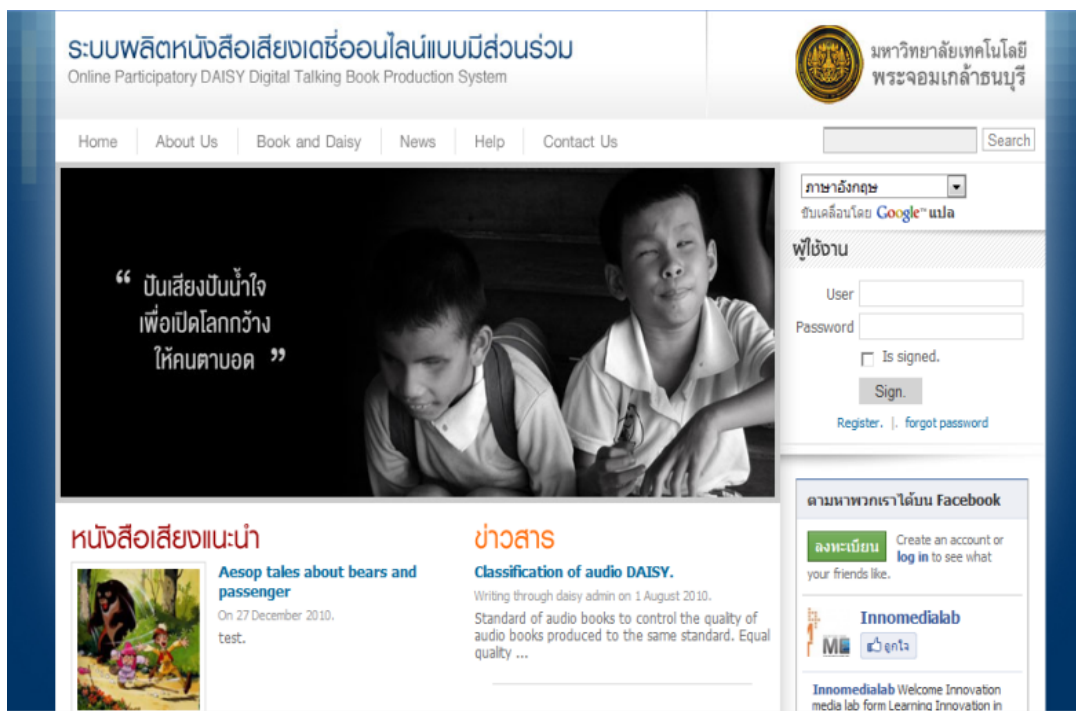 ระบบผลิตหนังสือเสียงเดซี่ออนไลน์แบบมีส่วนร่วม
Online Participatory DAISY Digital Talking Book Production System
มหาวิทยาลัยเทคโนโลยี
พระจอมเกล้าธนบุรี
Home About Us Book and Daisy News Help Contact Us
Search
“ ปันเสียงปันน้ำใจ
เพื่อเปิดโลกกว้าง
ให้คนตาบอด ”
ภาษาอังกฤษ
ขับเคลื่อนโดย Google™ แปล
ผู้ใช้งาน
User
Password
Is signed.
Sign.
Register. |. forgot password
ตามหาพวกเราได้บน Facebook
ลงทะเบียน
Create an account or
log in to see what
your friends like.
Innomedialab
ถูกใจ
Innomedialab Welcome Innovation
media lab form Learning Innovation in
หนังสือเสียงแนะนำ
Aesop tales about bears and
passenger
On 27 December 2010.
test.
ข่าวสาร
Classification of audio DAISY.
Writing through daisy admin on 1 August 2010.
Standard of audio books to control the quality of
audio books produced to the same standard. Equal
quality ...